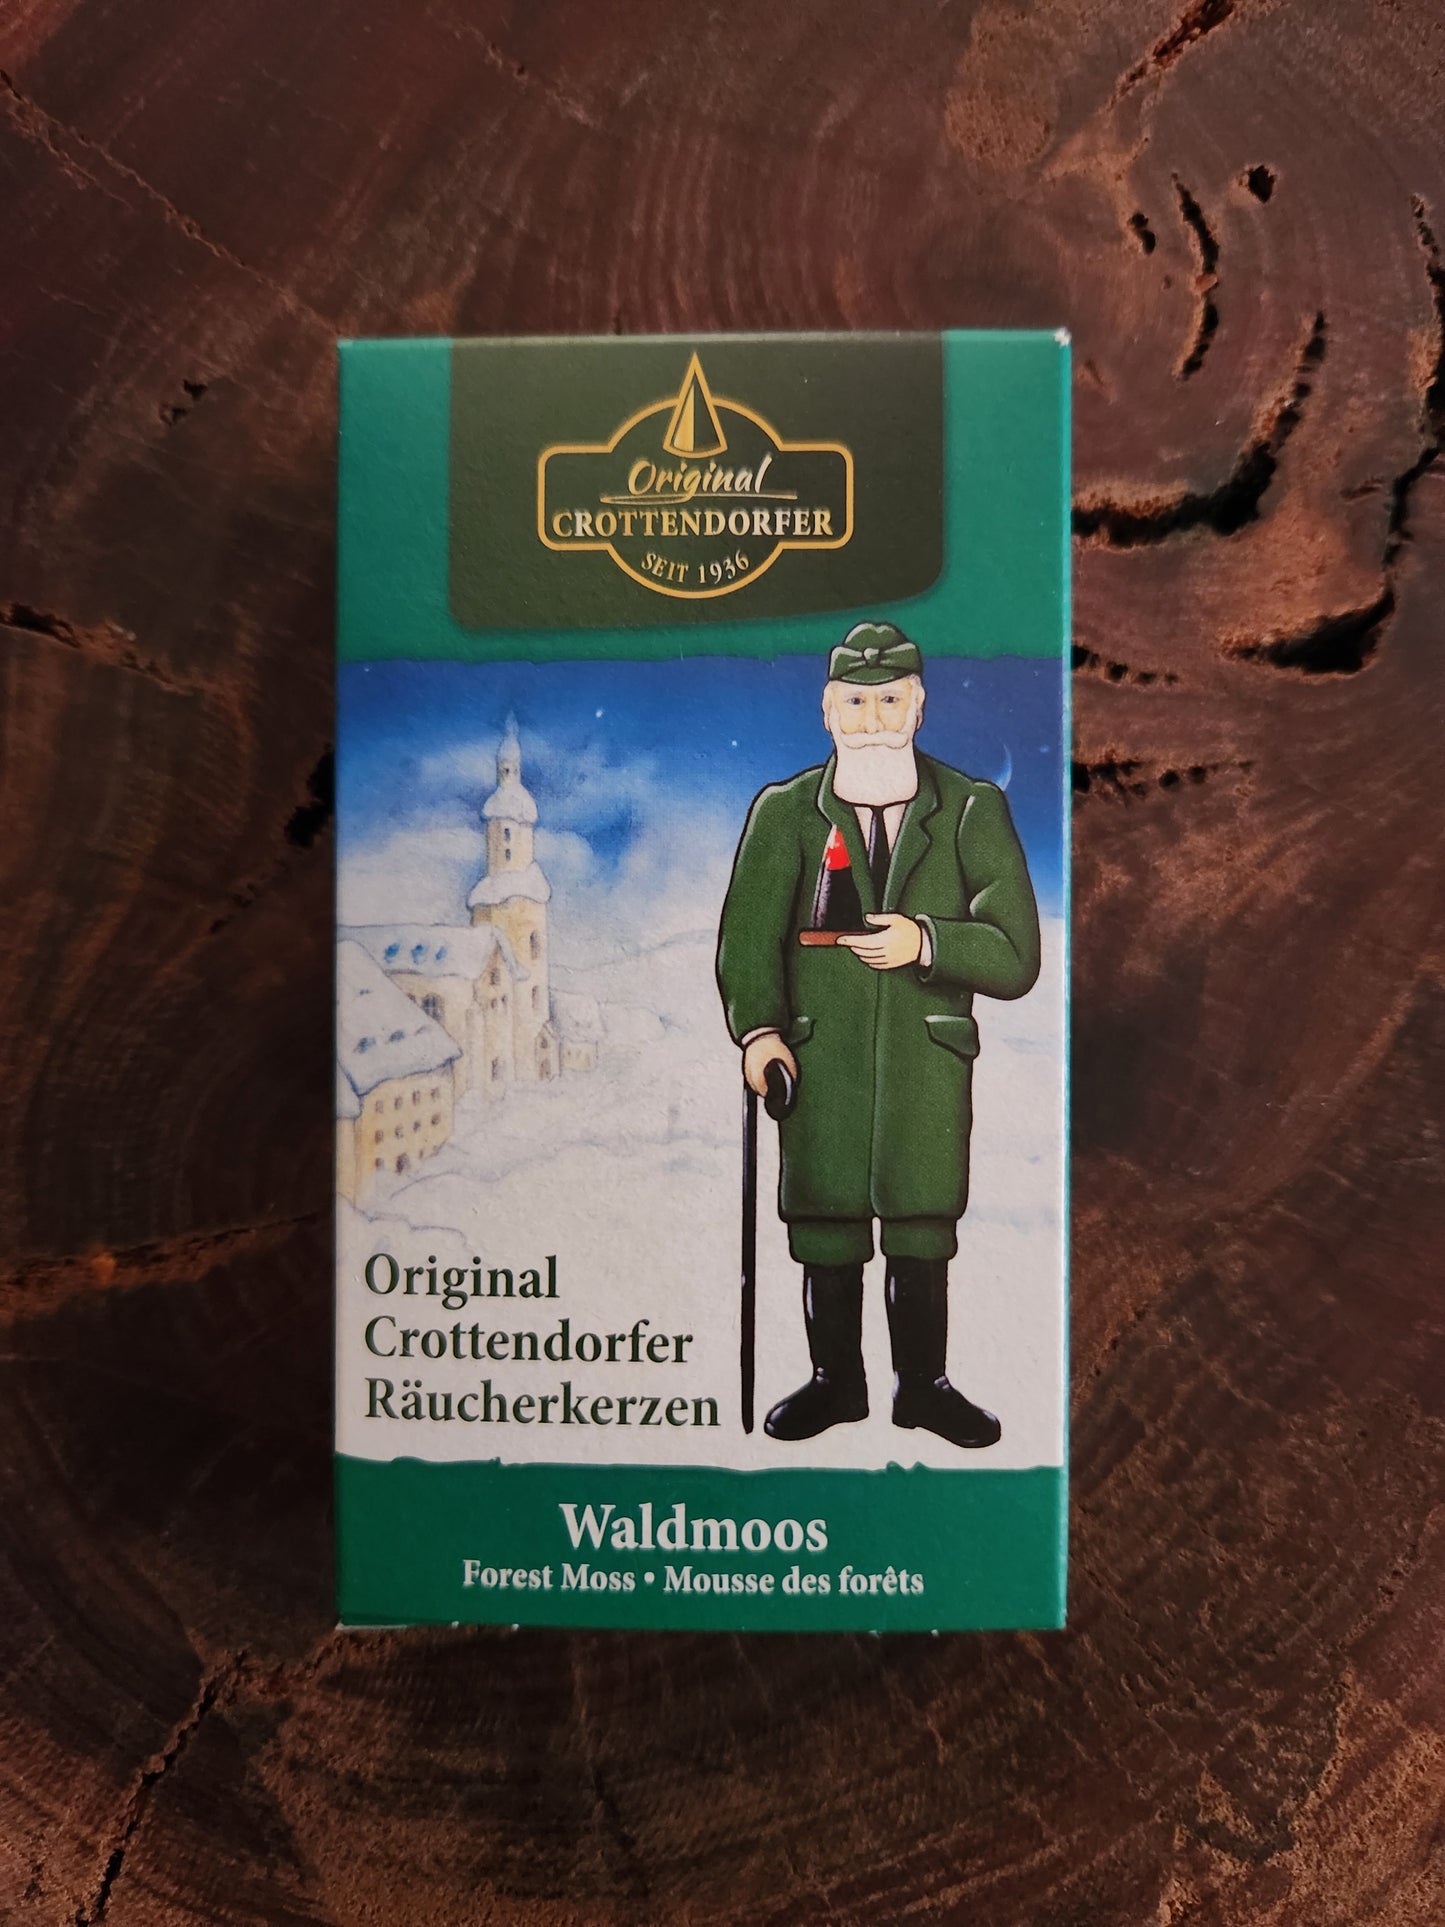 Original
CROTTENDORFER
SEIT 1936
Original
Crottendorfer
Räucherkerzen
Waldmoos
Forest Moss • Mousse des forêts